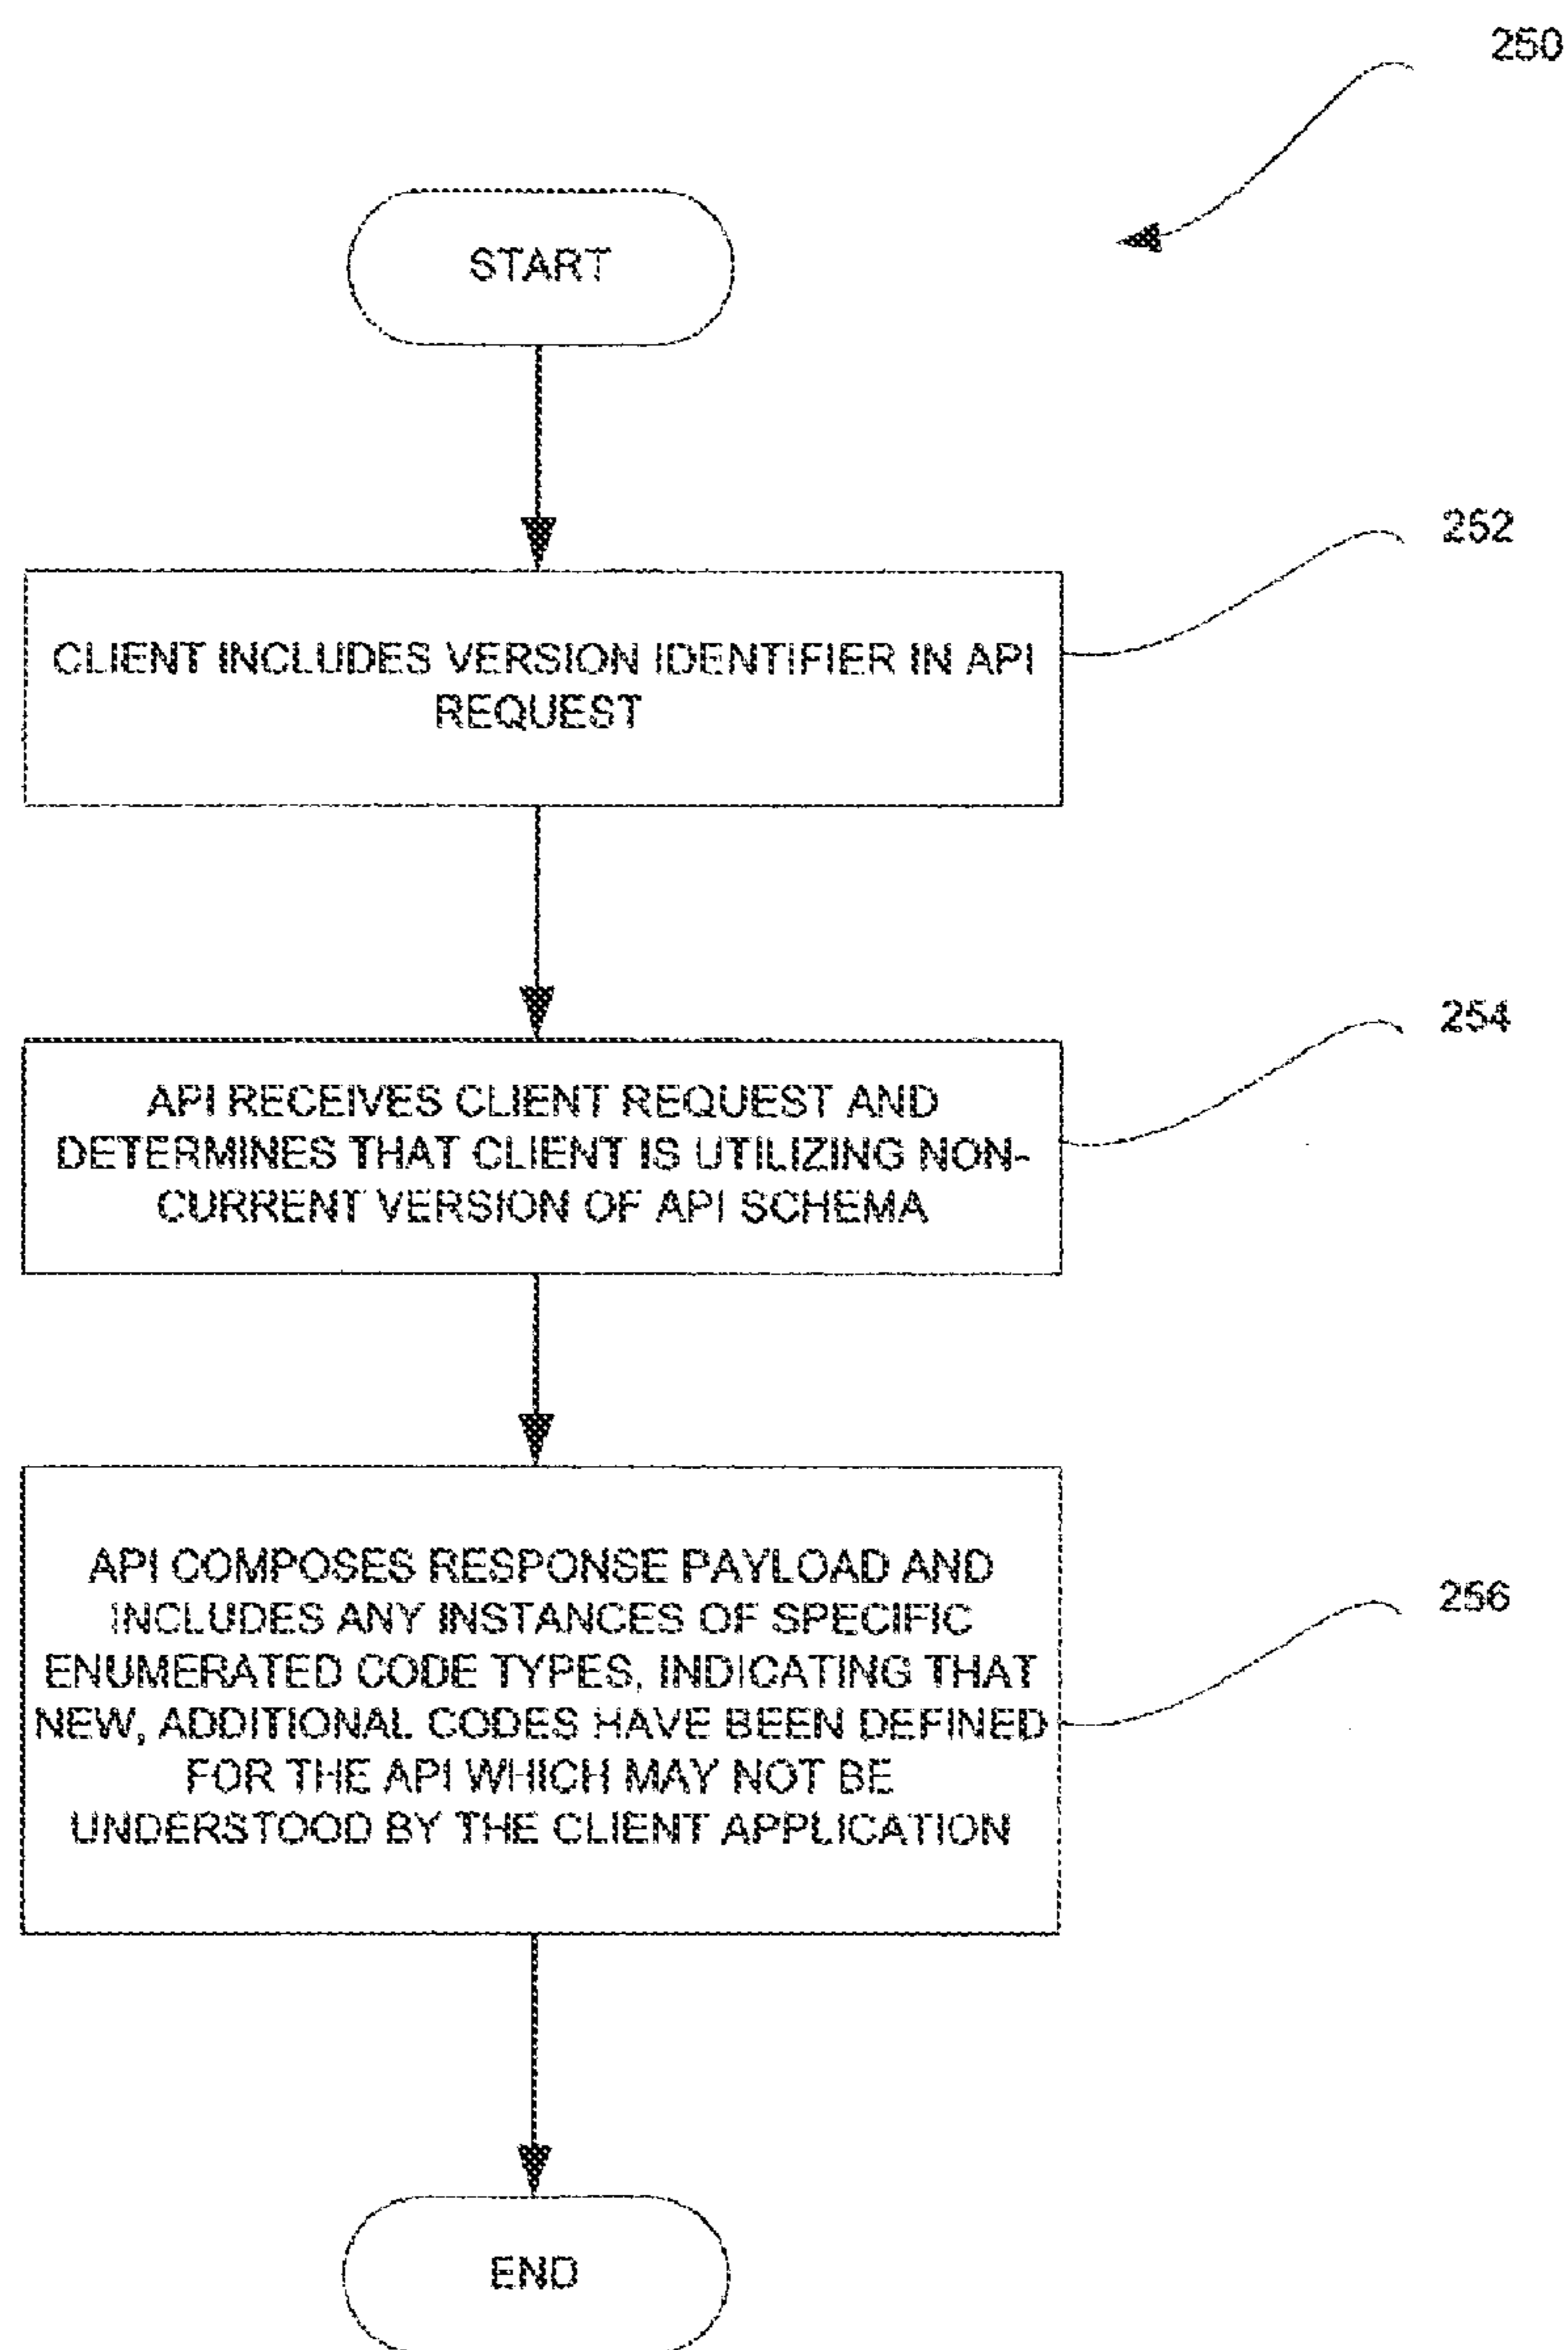 250
START
252
CLIENT INCLUDES VERSION IDENTIFIER IN API
REQUEST
254
API RECEIVES CLIENT REQUEST AND
DETERMINES THAT CLIENT IS UTILIZING NON-
CURRENT VERSION OF API SCHEMA
256
API COMPOSES RESPONSE PAYLOAD AND
INCLUDES ANY INSTANCES OF SPECIFIC
ENUMERATED CODE TYPES, INDICATING THAT
NEW, ADDITIONAL CODES HAVE BEEN DEFINED
FOR THE API WHICH MAY NOT BE
UNDERSTOOD BY THE CLIENT APPLICATION
END